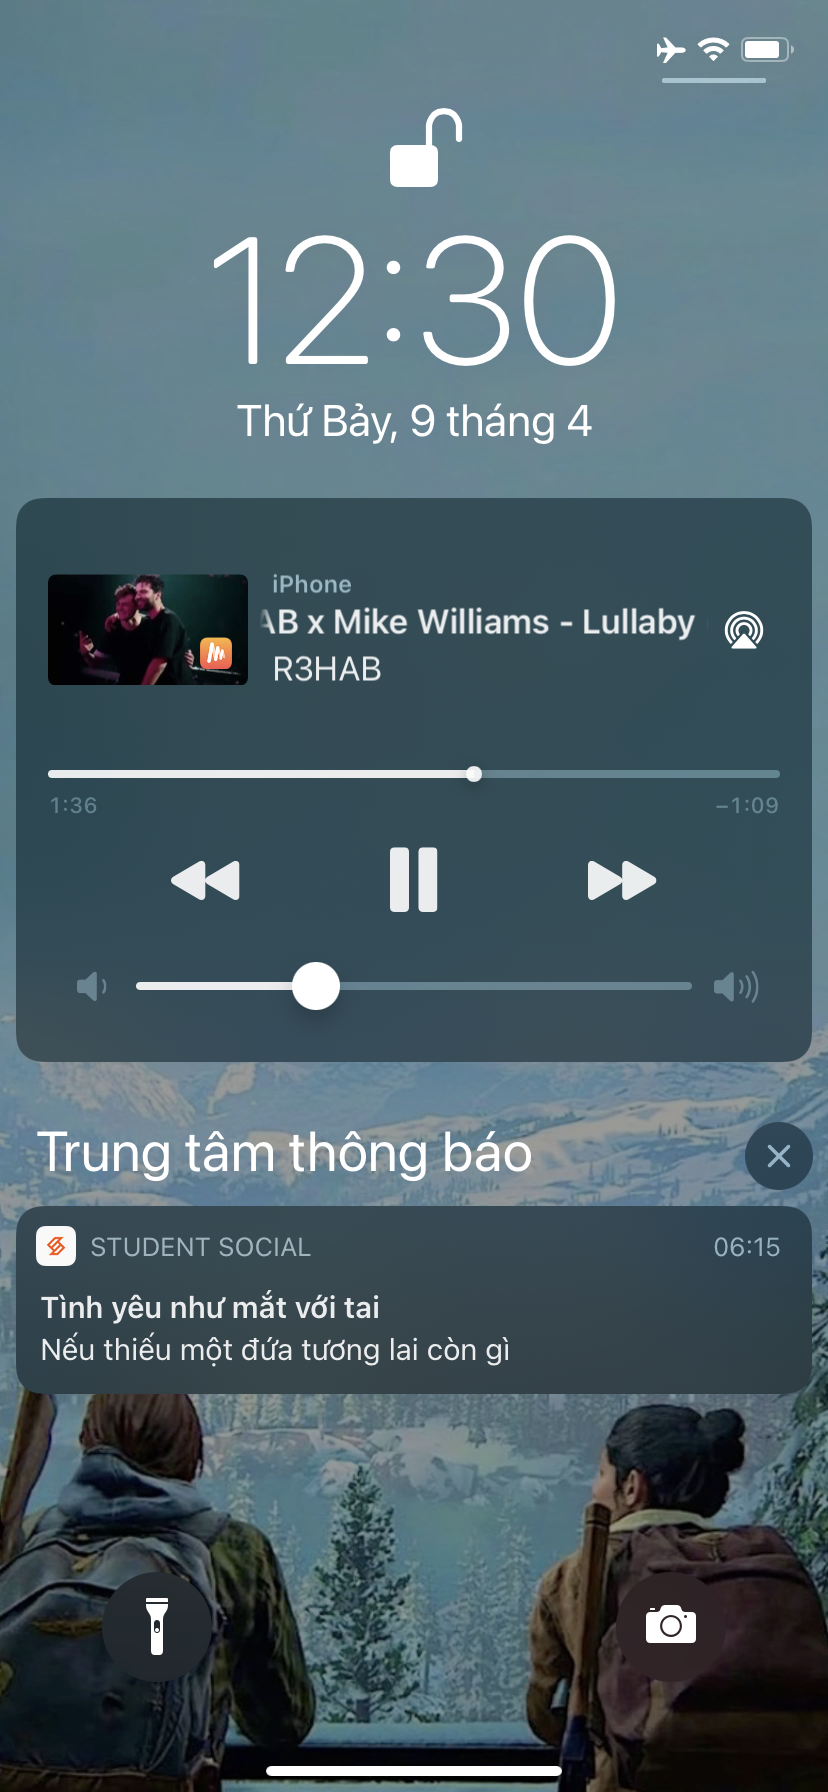 12:30
Thứ Bảy, 9 tháng 4
iPhone
AB x Mike Williams - Lullaby
R3HAB
1:36
–1:09
Trung tâm thông báo
STUDENT SOCIAL
06:15
Tình yêu như mắt với tai
Nếu thiếu một đứa tương lai còn gì